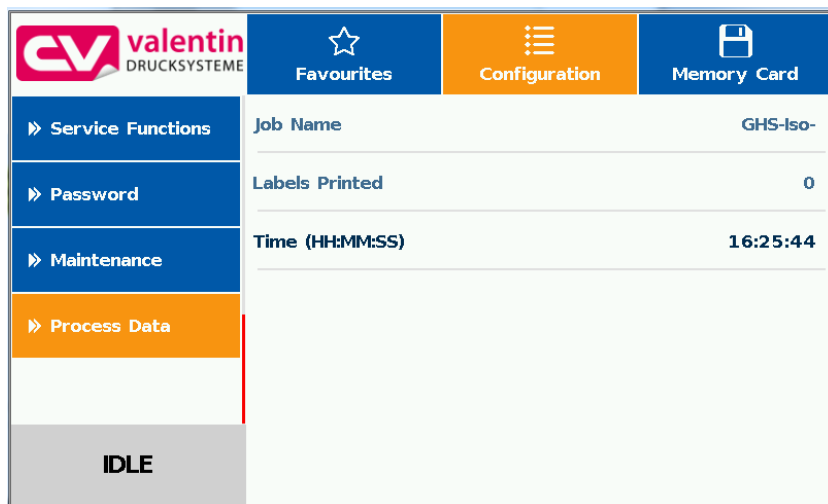 valentin
DRUCKSYSTEME
Favourites
Configuration
Memory Card
Service Functions
Job Name GHS-Iso-
Password
Labels Printed 0
Maintenance
Time (HH:MM:SS) 16:25:44
Process Data
IDLE